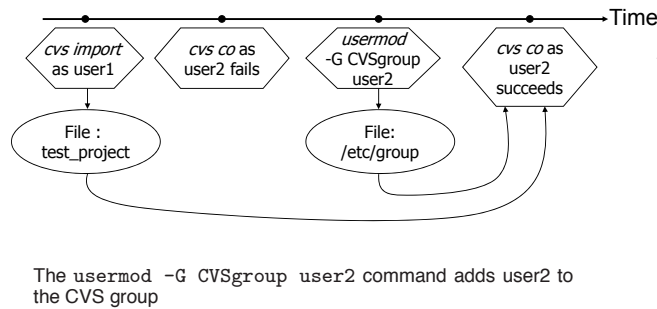 Time
cvs import
as user1
cvs co as
user2 fails
usermod
-G CVSgroup
user2
cvs co as
user2
succeeds
File :
test_project
File:
/etc/group
The usermod -G CVSgroup user2 command adds user2 to
the CVS group